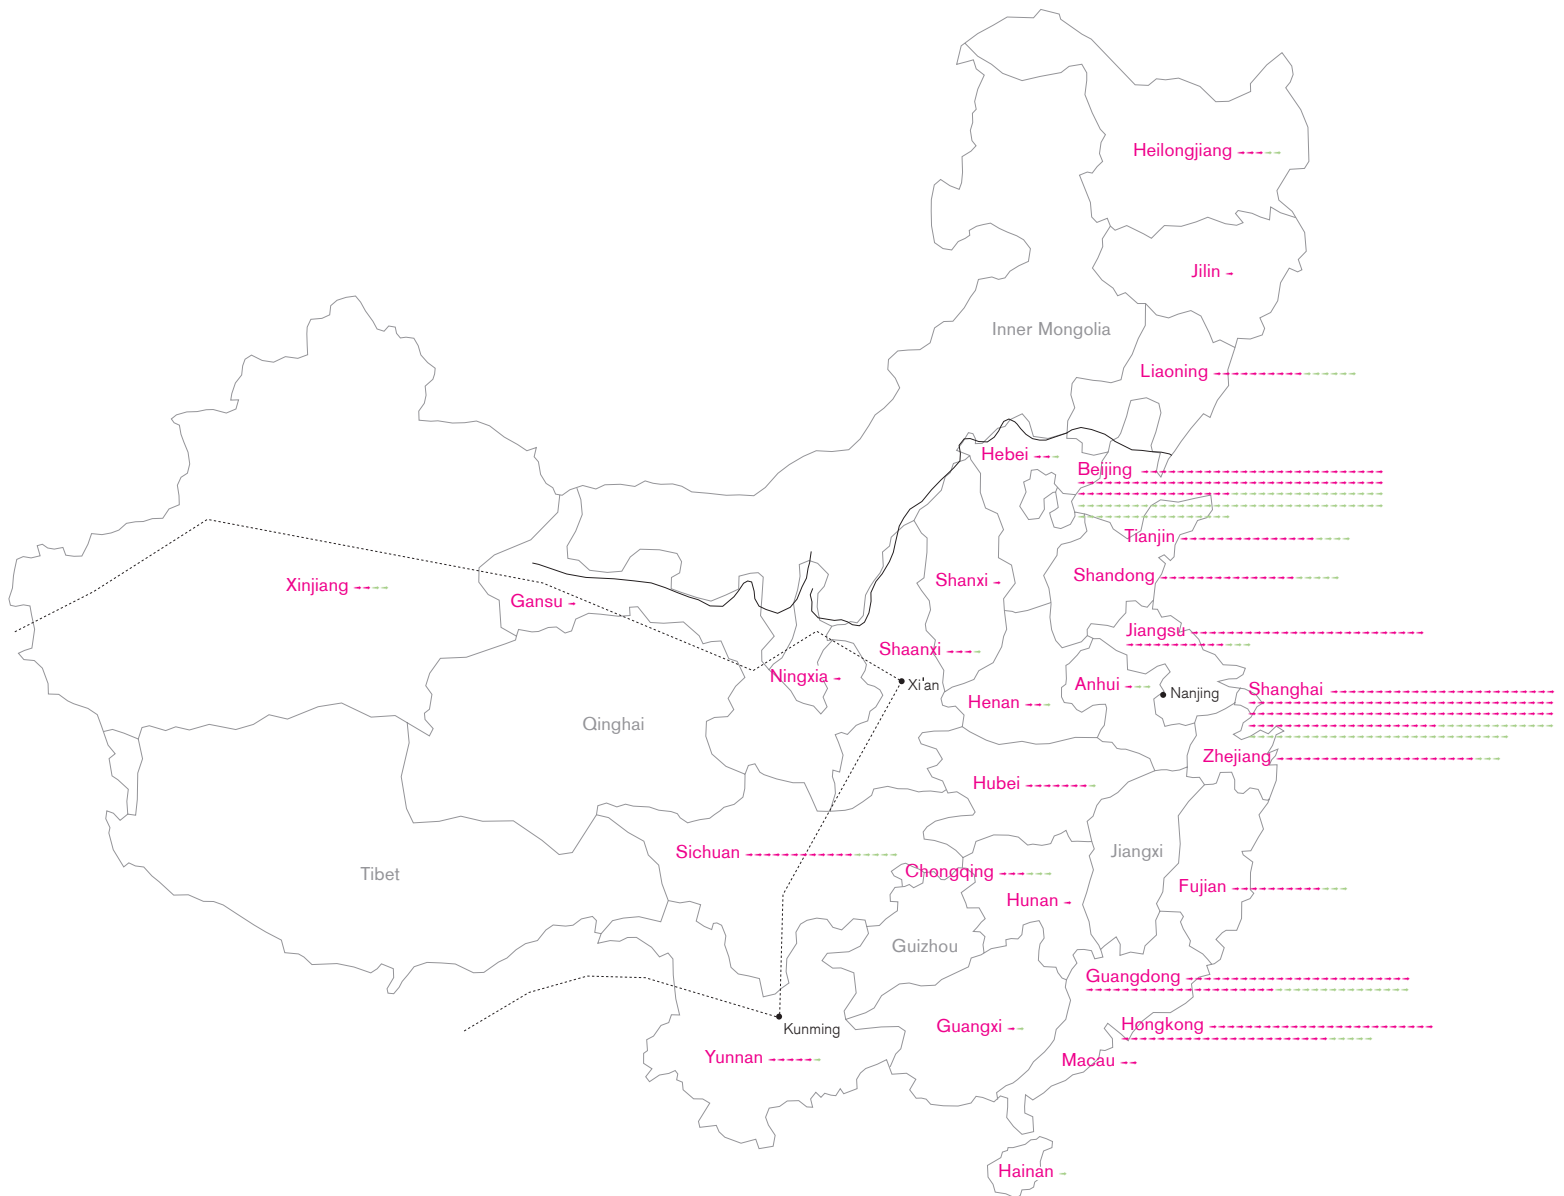 Heilongjiang
Jilin
Inner Mongolia
Liaoning
Hebei
Beijing
Tianjin
Xinjiang
Gansu
Shanxi
Shandong
Jiangsu
Shaanxi
Ningxia
Xi'an
Anhui
Nanjing
Shanghai
Henan
Qinghai
Zhejiang
Hubei
Sichuan
Jiangxi
Tibet
Chongqing
Fujian
Hunan
Guizhou
Guangdong
Kunming
Guangxi
Hongkong
Yunnan
Macau
Hainan